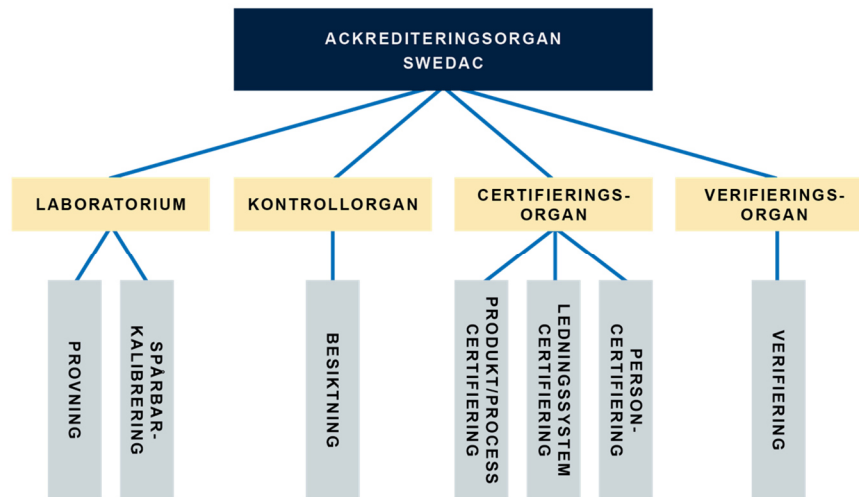 ACKREDITERINGSORGAN
SWEDAC
LABORATORIUM
KONTROLLORGAN
CERTIFIERINGS-
ORGAN
VERIFIERINGS-
ORGAN
PROVNING
SPÅRBAR-
KALIBRERING
BESIKTNING
PRODUKT/PROCESS
CERTIFIERING
LEDNINGSSYSTEM
CERTIFIERING
PERSON-
CERTIFIERING
VERIFIERING